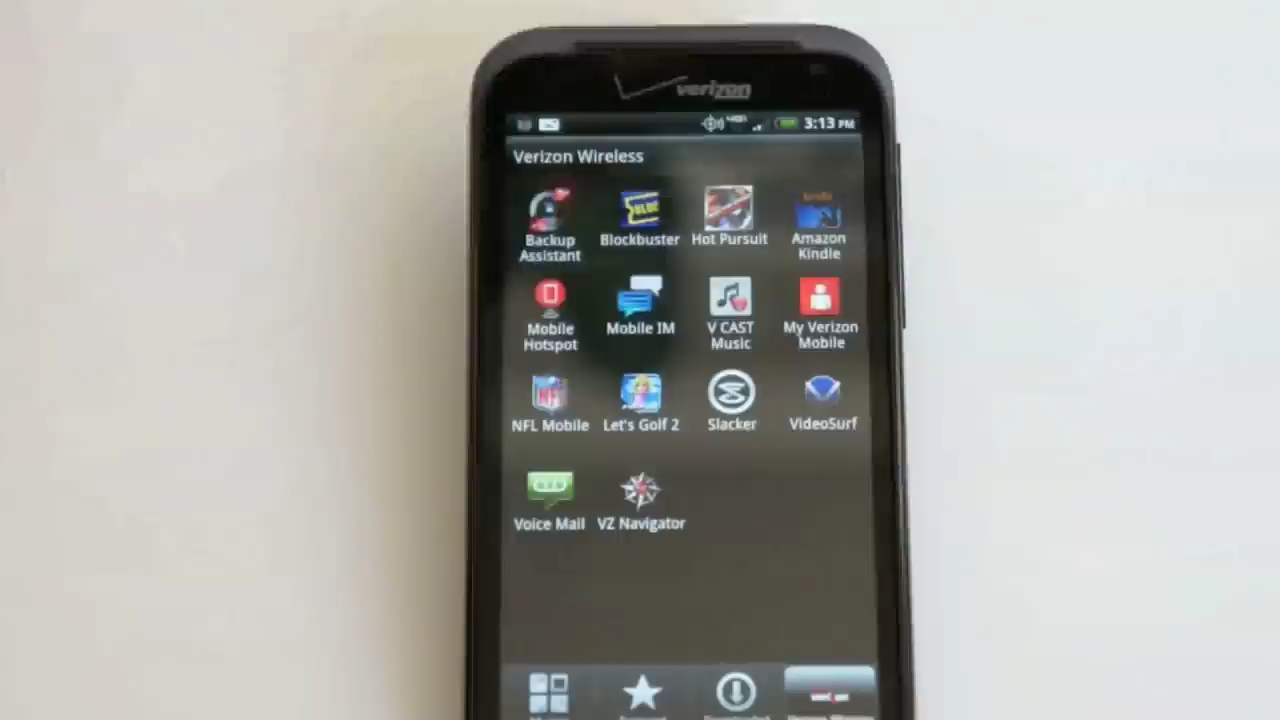 verizon
3:13 PM
Verizon Wireless
Backup Assistant
Blockbuster
Hot Pursuit
Amazon Kindle
Mobile Hotspot
Mobile IM
V CAST Music
My Verizon Mobile
NFL Mobile
Let's Golf 2
Slacker
VideoSurf
Voice Mail
VZ Navigator